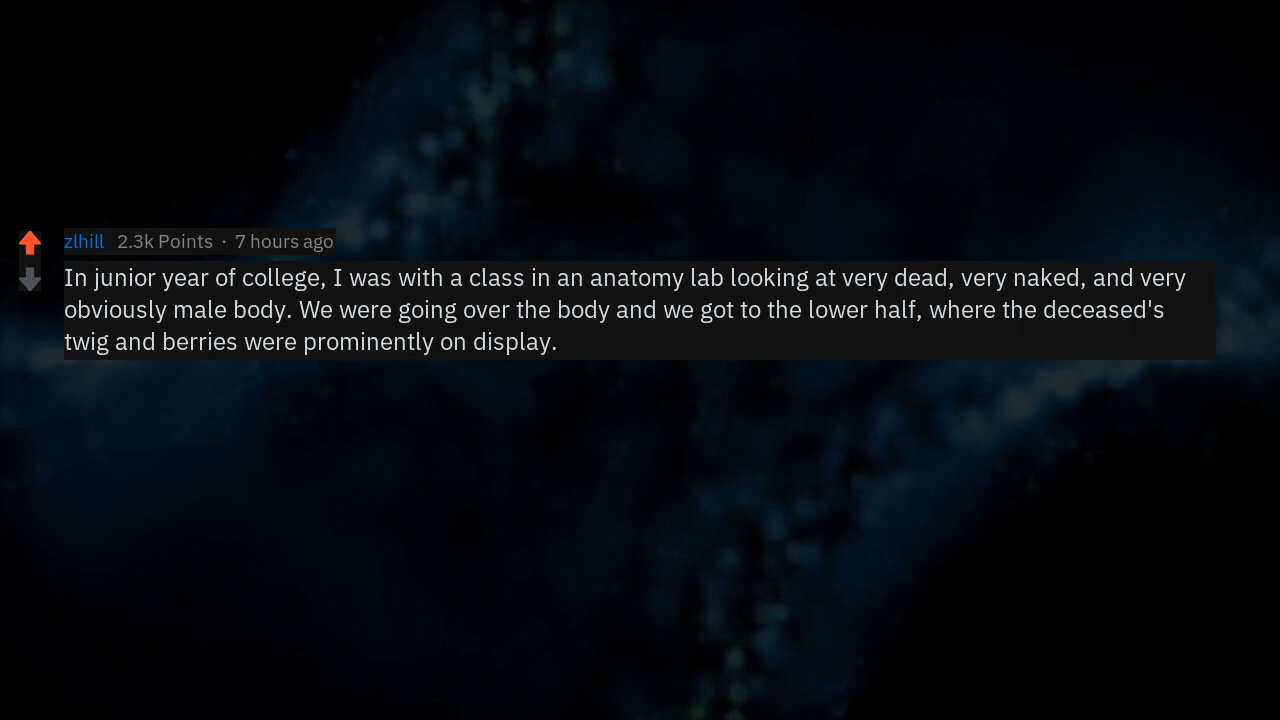 zlhill 2.3k Points · 7 hours ago
In junior year of college, I was with a class in an anatomy lab looking at very dead, very naked, and very
obviously male body. We were going over the body and we got to the lower half, where the deceased's
twig and berries were prominently on display.